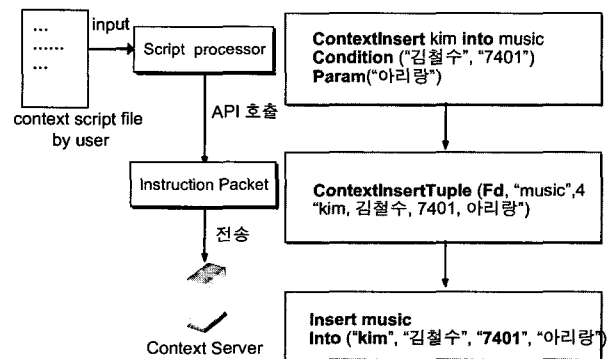 ...
......
...
input
context script file
by user
Script processor
API 호출
Instruction Packet
전송
Context Server
ContextInsert kim into music
Condition ("김철수", "7401")
Param("아리랑")
ContextInsertTuple (Fd, "music",4
"kim, 김철수, 7401, 아리랑")
Insert music
Into ("kim", "김철수", "7401", "아리랑")